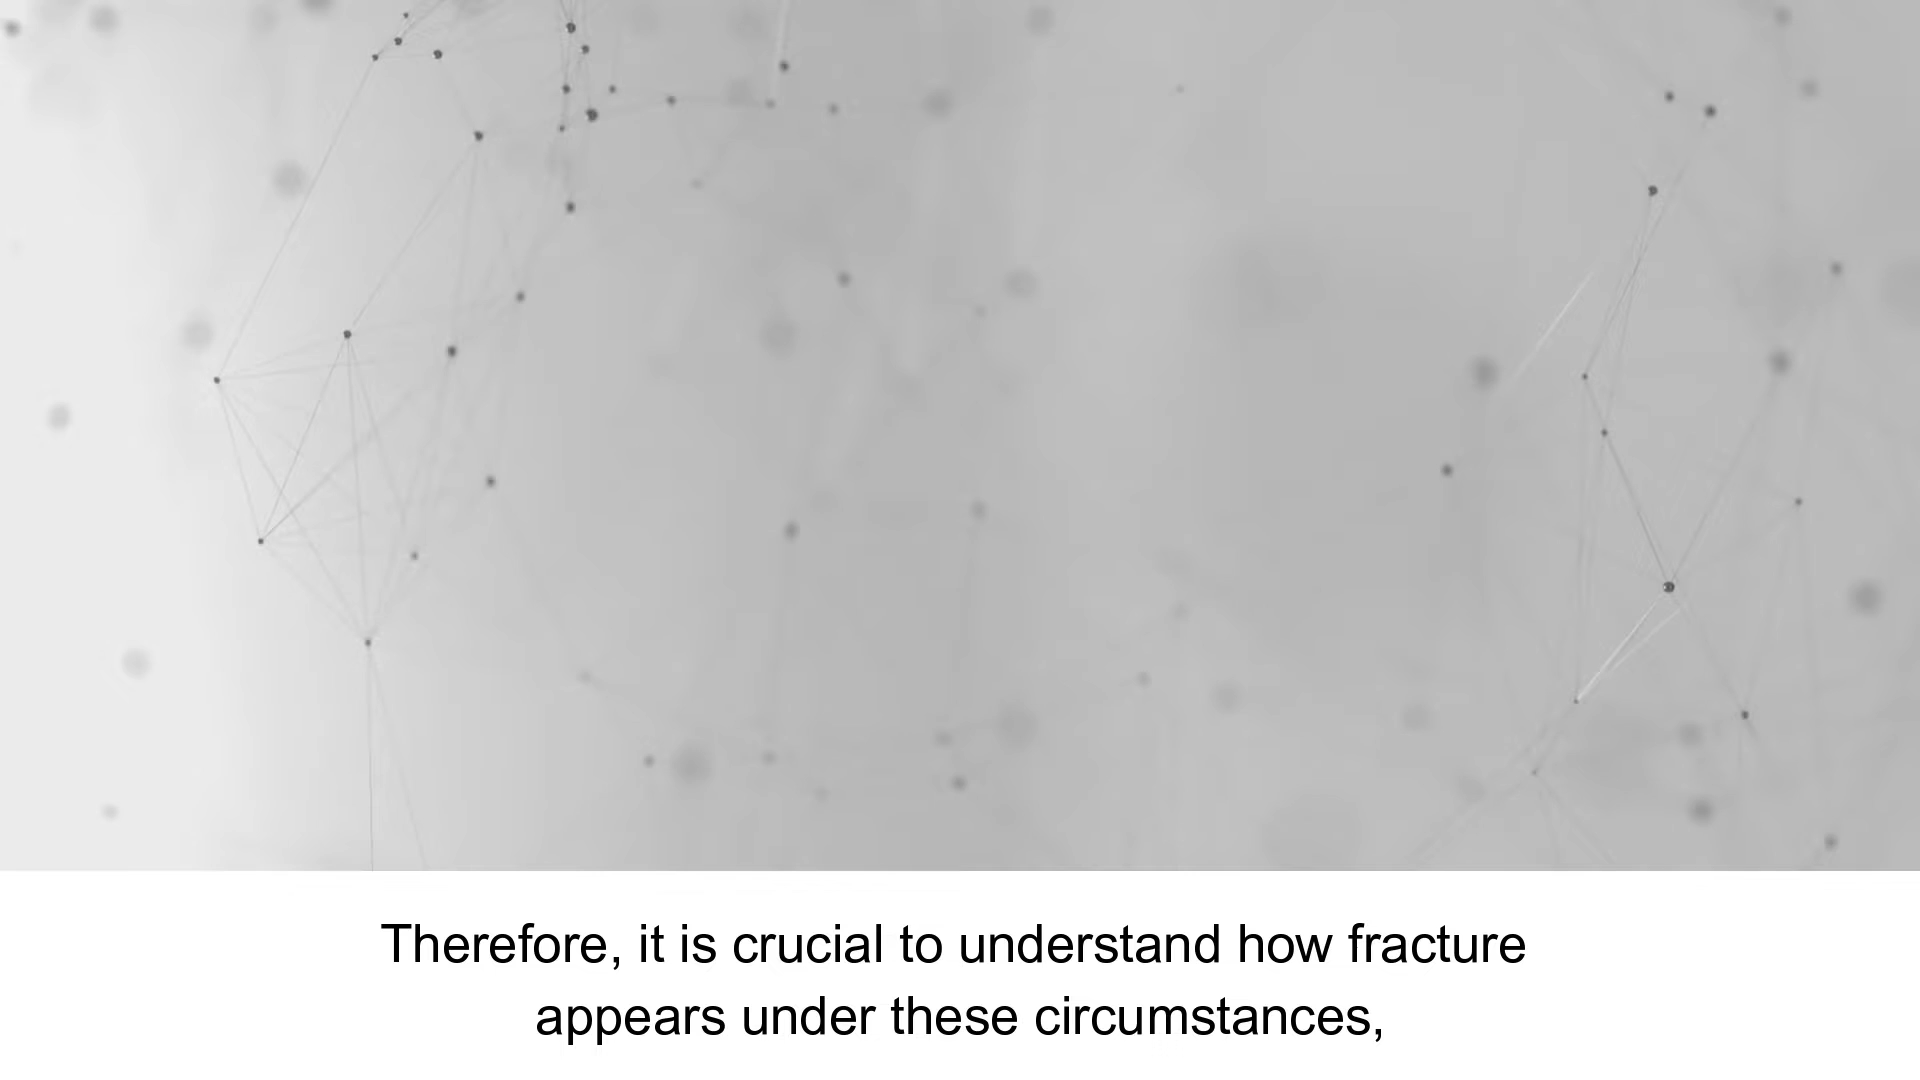 Therefore, it is crucial to understand how fracture
appears under these circumstances,